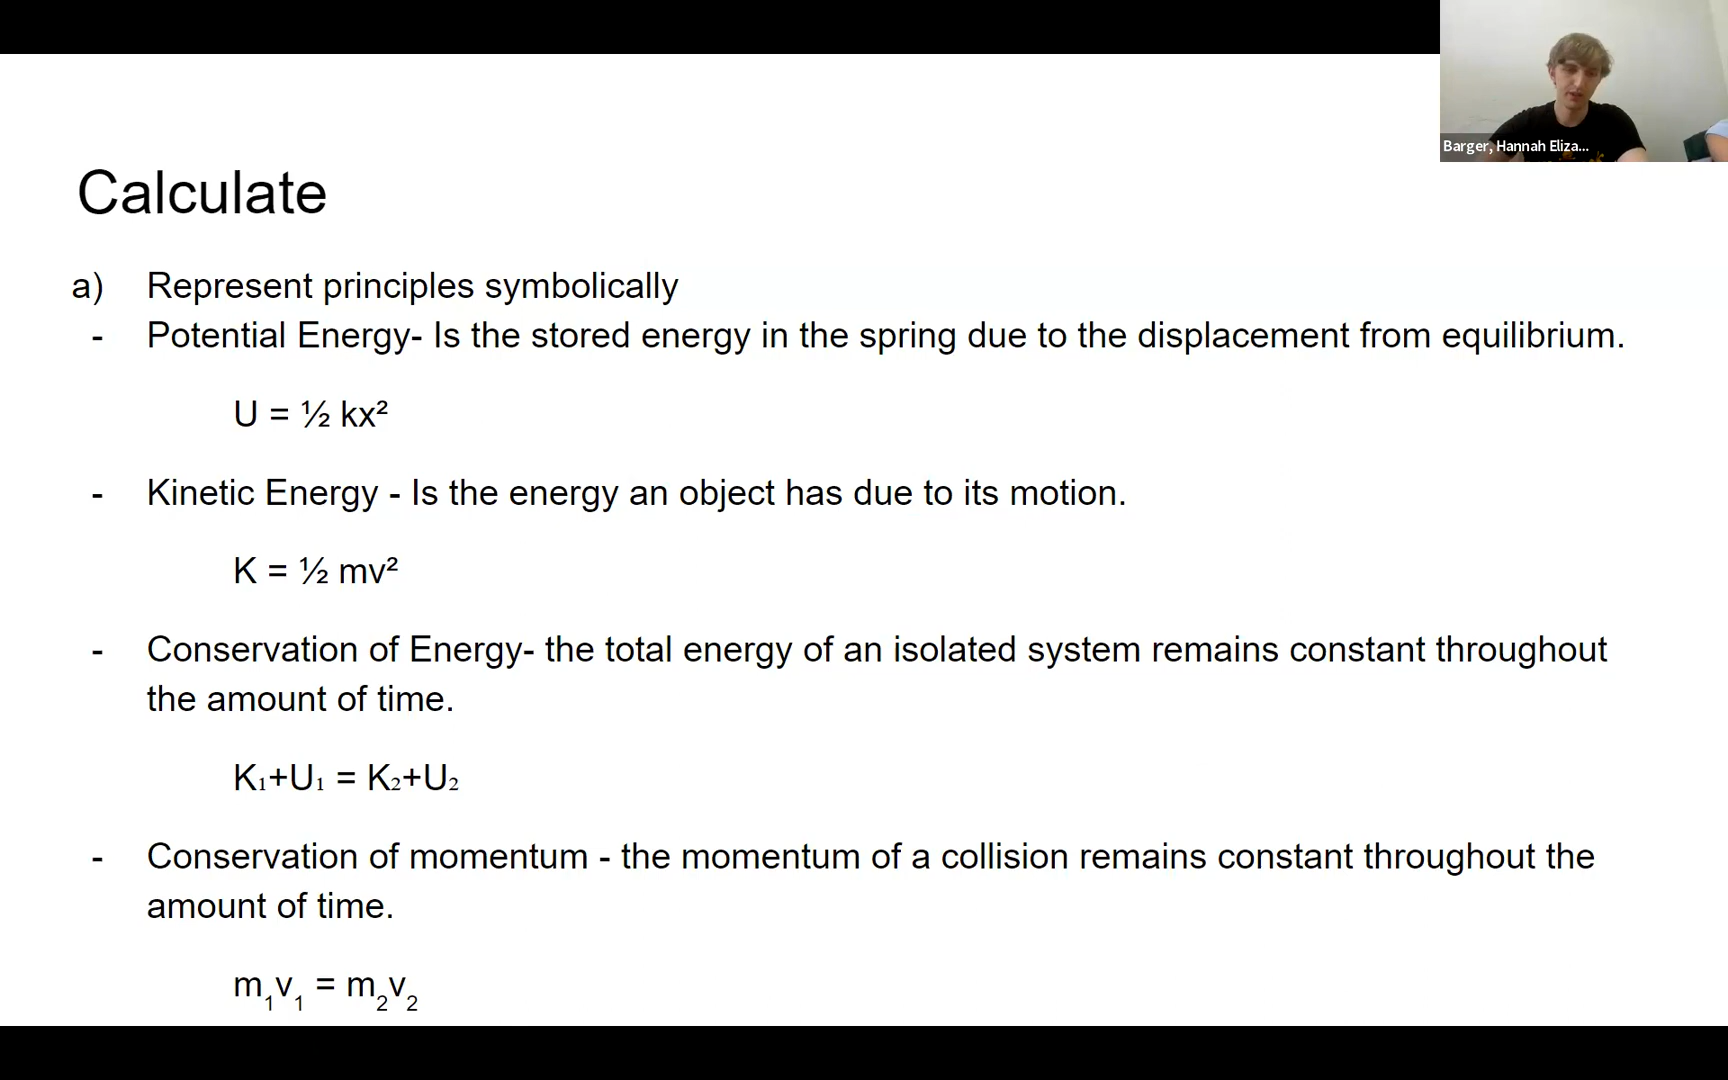 Barger, Hannah Eliza...
Calculate
a) Represent principles symbolically
- Potential Energy- Is the stored energy in the spring due to the displacement from equilibrium.
U = ½ kx²
- Kinetic Energy - Is the energy an object has due to its motion.
K = ½ mv²
- Conservation of Energy- the total energy of an isolated system remains constant throughout
the amount of time.
K₁+U₁ = K₂+U₂
- Conservation of momentum - the momentum of a collision remains constant throughout the
amount of time.
m₁v₁ = m₂v₂